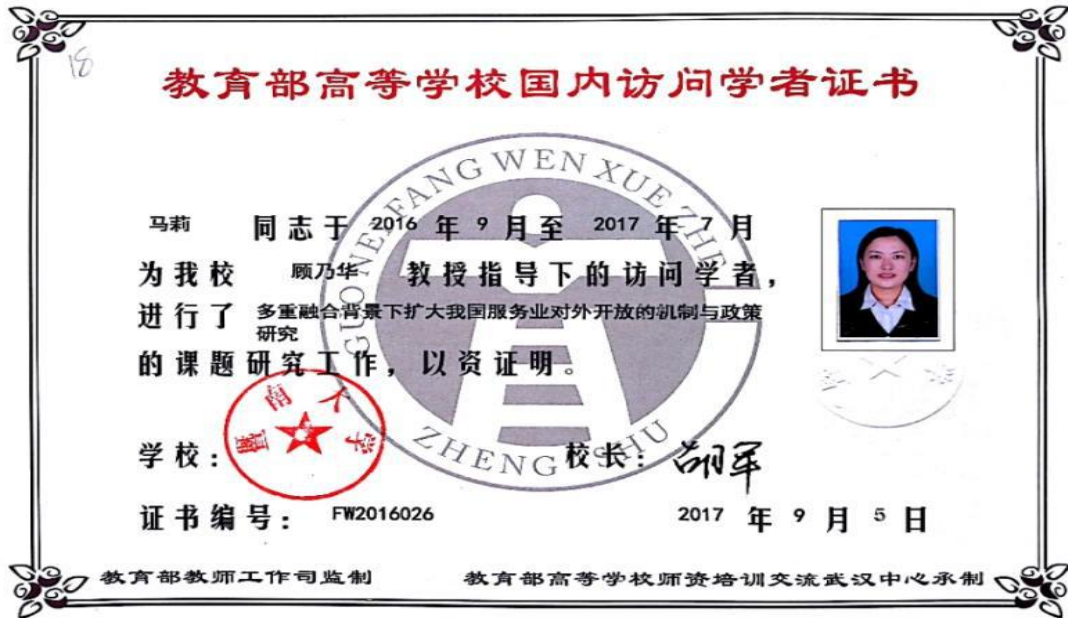 18
教育部高等学校国内访问学者证书
GUO NEI FANG WEN XUE ZHE
马莉 同志于 2016 年 9 月至 2017 年 7 月
为我校 顾乃华 教授指导下的访问学者，
进行了 多重融合背景下扩大我国服务业对外开放的机制与政策
研究
的课题研究工作，以资证明。
暨南大学
ZHENG SHU
学校： 校长：
证书编号： FW2016026 2017 年 9 月 5 日
教育部教师工作司监制 教育部高等学校师资培训交流武汉中心承制